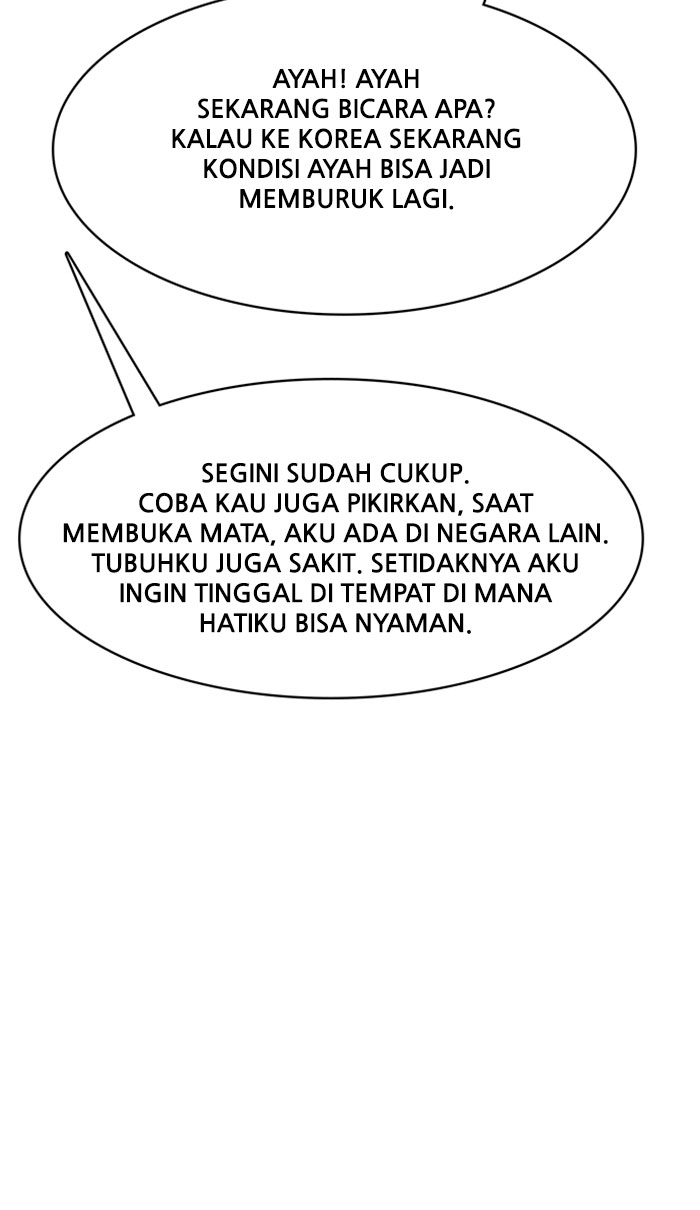 AYAH! AYAH
SEKARANG BICARA APA?
KALAU KE KOREA SEKARANG
KONDISI AYAH BISA JADI
MEMBURUK LAGI.
SEGINI SUDAH CUKUP.
COBA KAU JUGA PIKIRKAN, SAAT
MEMBUKA MATA, AKU ADA DI NEGARA LAIN.
TUBUHKU JUGA SAKIT. SETIDAKNYA AKU
INGIN TINGGAL DI TEMPAT DI MANA
HATIKU BISA NYAMAN.